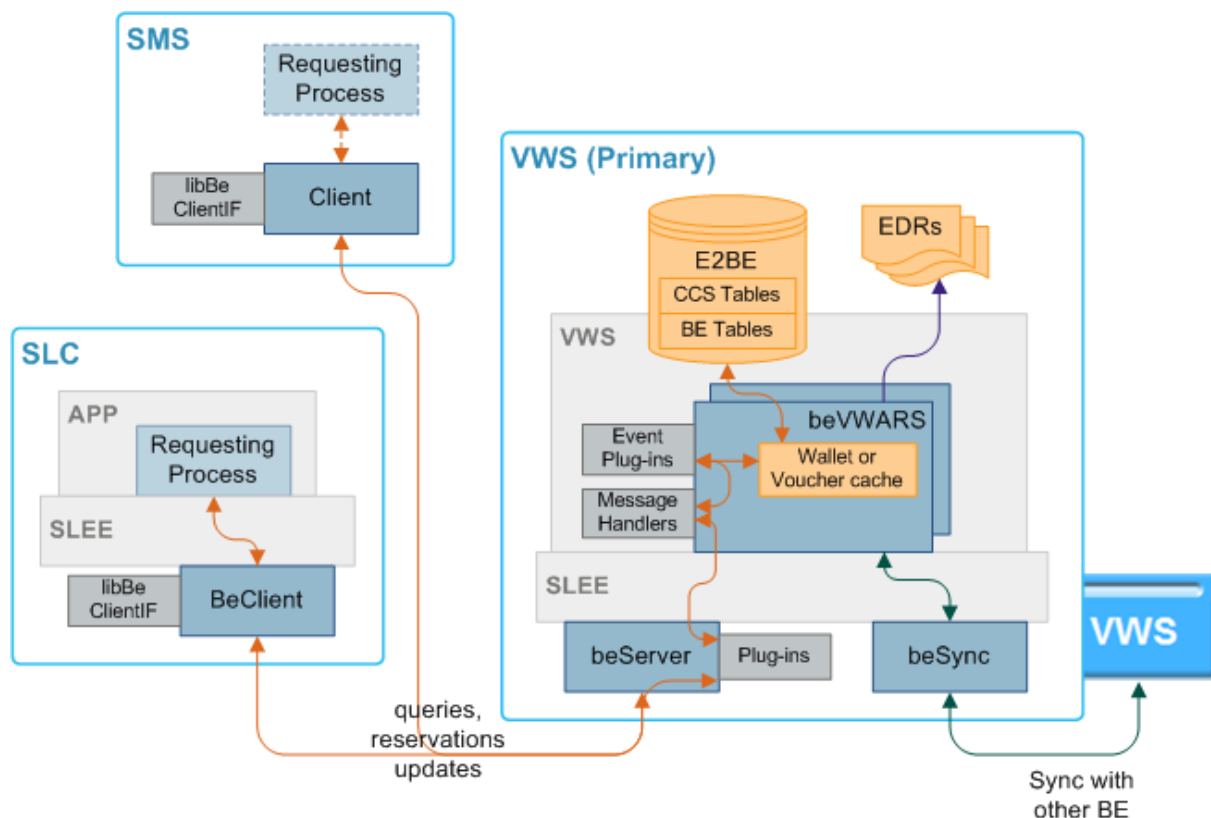 SMS
Requesting
Process
libBe
ClientIF
Client
SLC
APP
Requesting
Process
SLEE
libBe
ClientIF
BeClient
queries,
reservations
updates
VWS (Primary)
E2BE
CCS Tables
BE Tables
EDRs
VWS
beVWARS
Event
Plug-ins
Wallet or
Voucher cache
Message
Handlers
SLEE
beServer
Plug-ins
beSync
VWS
Sync with
other BE